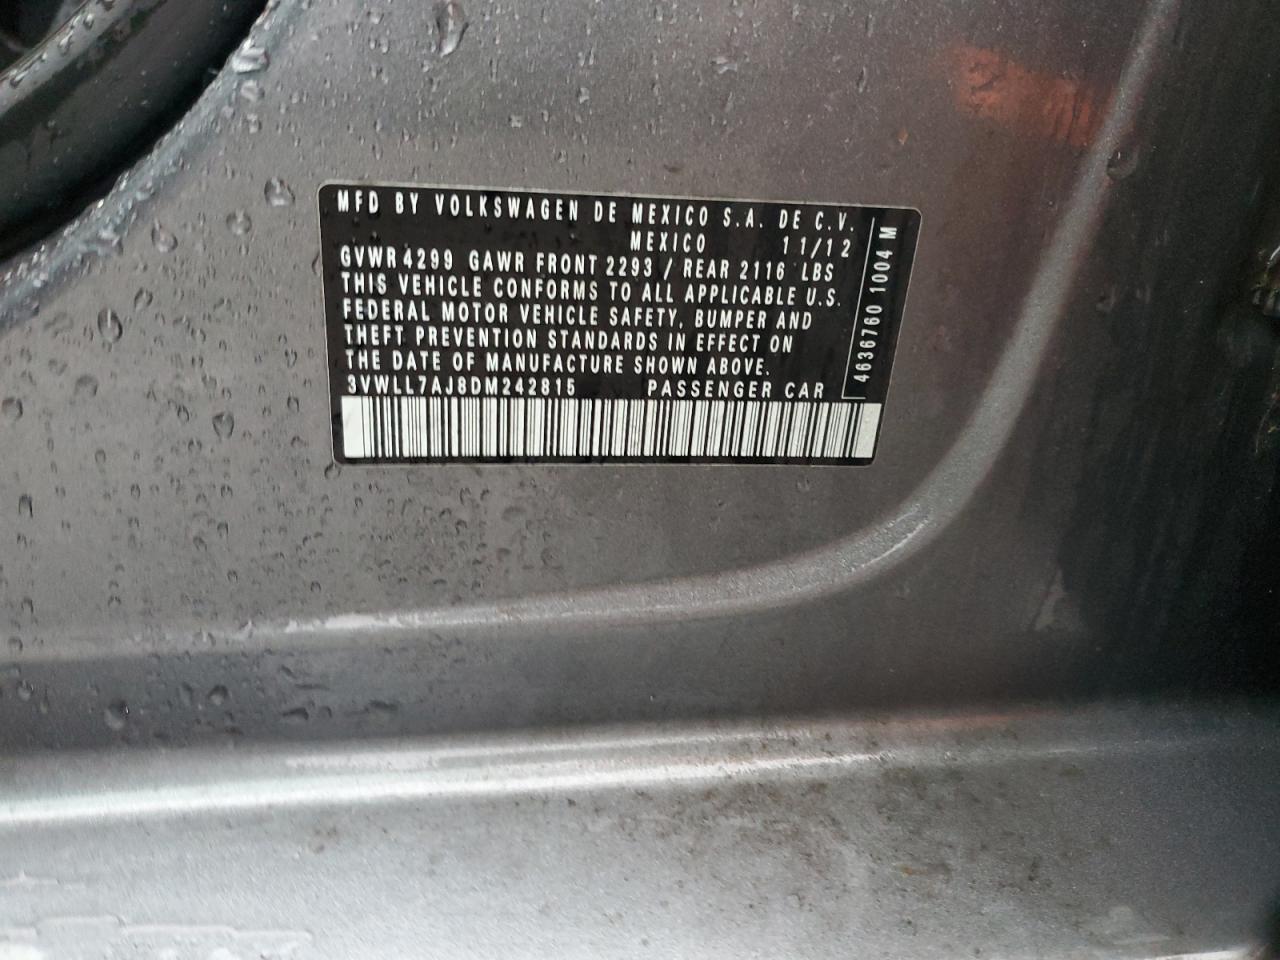 MFD BY VOLKSWAGEN DE MEXICO S.A. DE C.V.
MEXICO 11/12
GVWR 4299 GAWR FRONT 2293 / REAR 2116 LBS
THIS VEHICLE CONFORMS TO ALL APPLICABLE U.S.
FEDERAL MOTOR VEHICLE SAFETY, BUMPER AND
THEFT PREVENTION STANDARDS IN EFFECT ON
THE DATE OF MANUFACTURE SHOWN ABOVE.
3VWLL7AJ8DM242815 PASSENGER CAR
4636760 1004 M